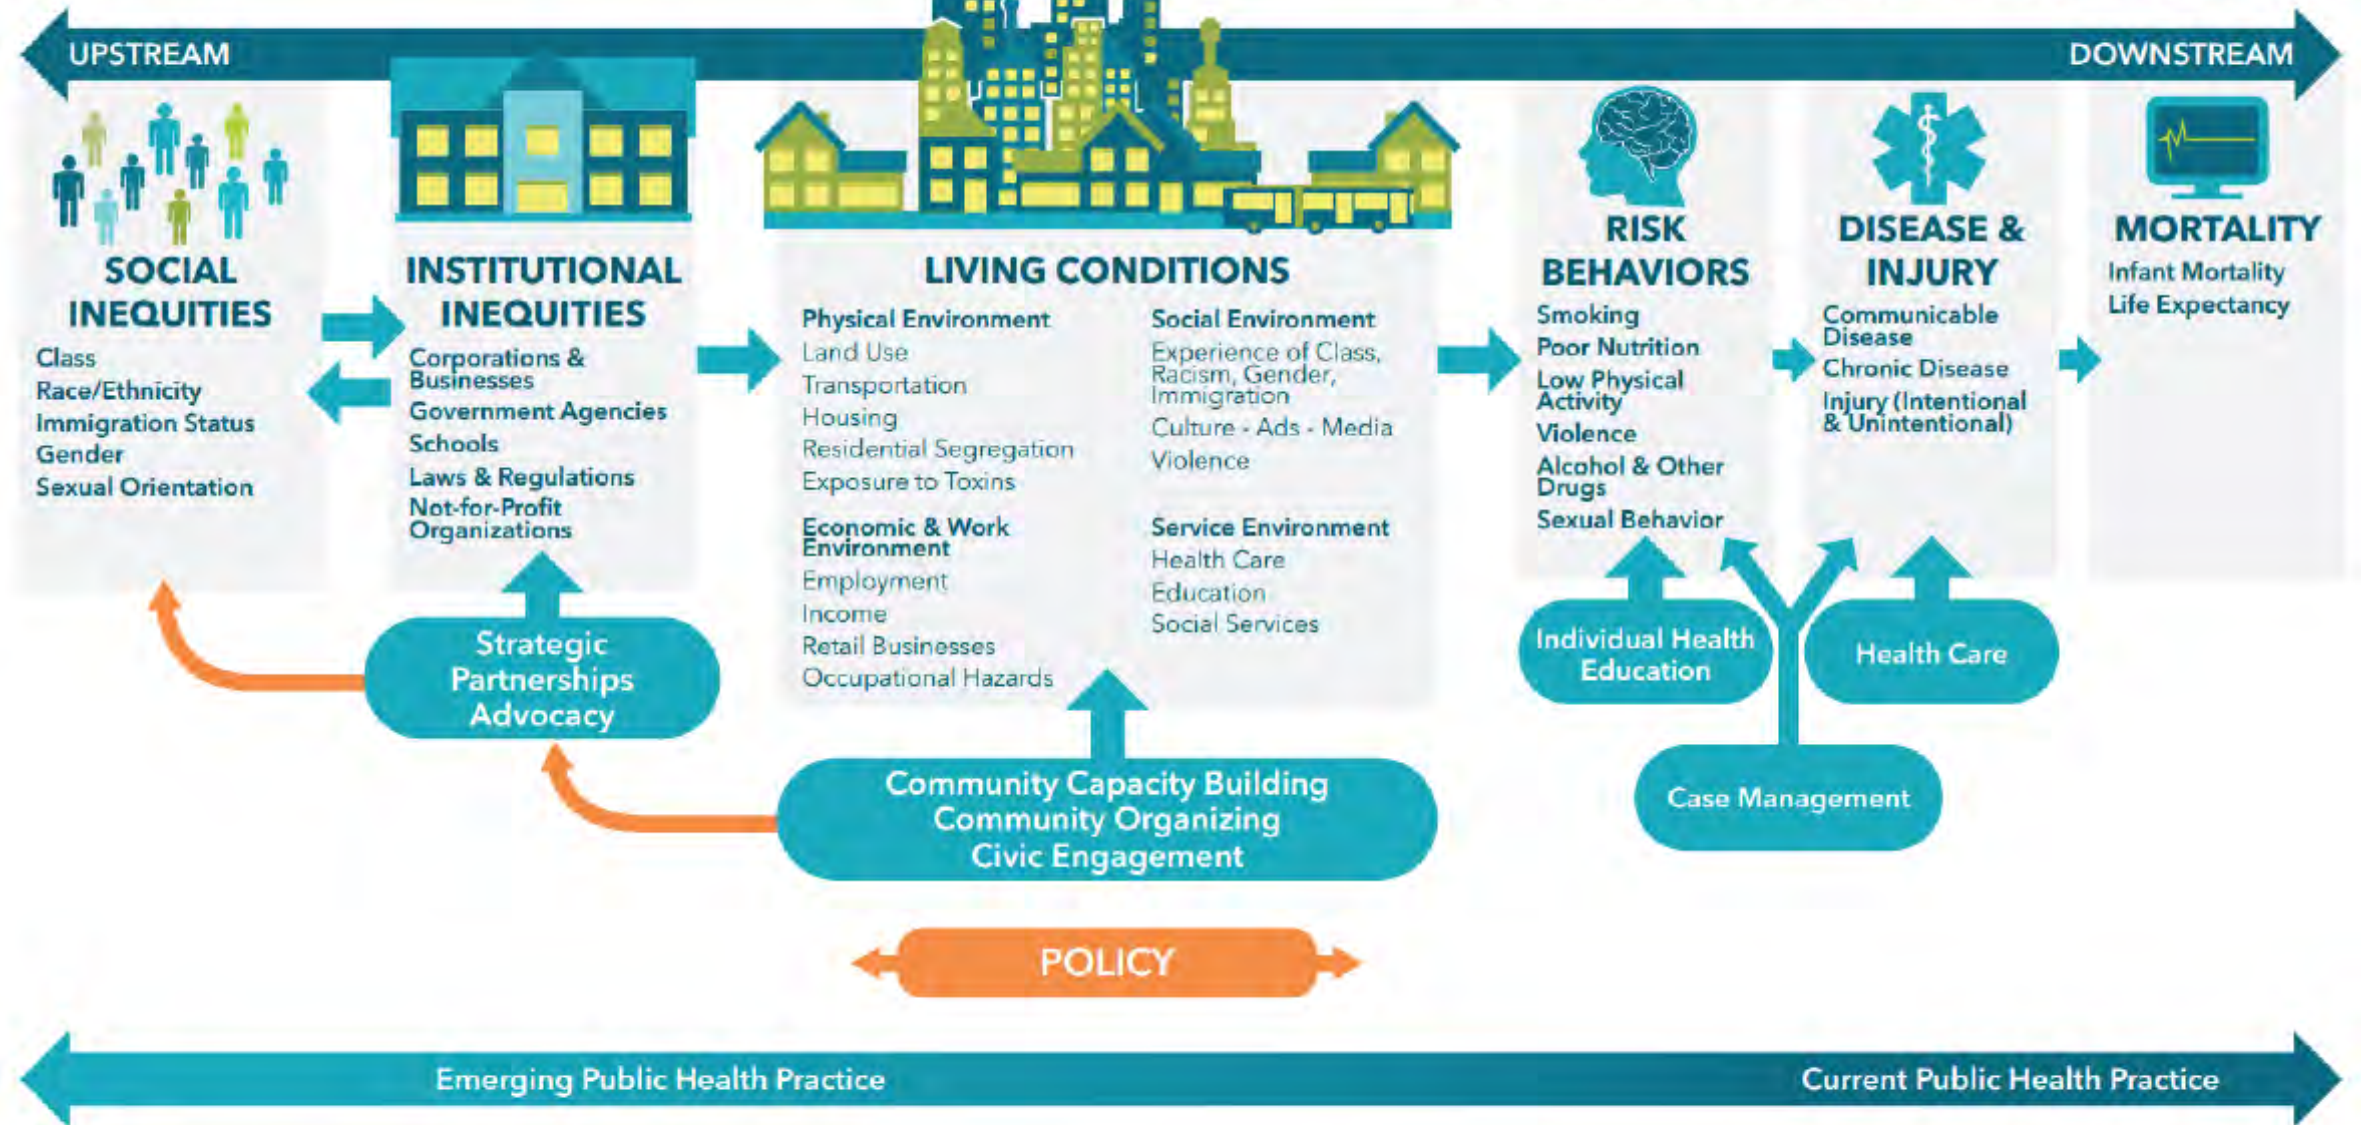 UPSTREAM
DOWNSTREAM
SOCIAL
INEQUITIES
Class
Race/Ethnicity
Immigration Status
Gender
Sexual Orientation
INSTITUTIONAL
INEQUITIES
Corporations &
Businesses
Government Agencies
Schools
Laws & Regulations
Not-for-Profit
Organizations
LIVING CONDITIONS
Physical Environment
Land Use
Transportation
Housing
Residential Segregation
Exposure to Toxins
Economic & Work
Environment
Employment
Income
Retail Businesses
Occupational Hazards
Social Environment
Experience of Class,
Racism, Gender,
Immigration
Culture - Ads - Media
Violence
Service Environment
Health Care
Education
Social Services
RISK
BEHAVIORS
Smoking
Poor Nutrition
Low Physical
Activity
Violence
Alcohol & Other
Drugs
Sexual Behavior
DISEASE &
INJURY
Communicable
Disease
Chronic Disease
Injury (Intentional
& Unintentional)
MORTALITY
Infant Mortality
Life Expectancy
Strategic
Partnerships
Advocacy
Community Capacity Building
Community Organizing
Civic Engagement
Individual Health
Education
Health Care
Case Management
POLICY
Emerging Public Health Practice
Current Public Health Practice